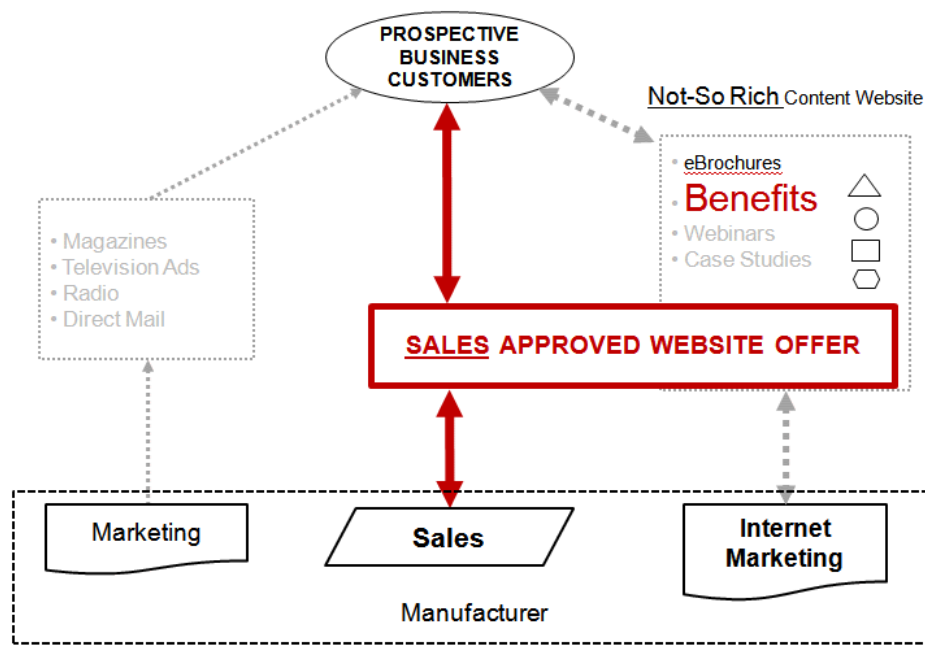 PROSPECTIVE
BUSINESS
CUSTOMERS
Not-So Rich Content Website
• Magazines
• Television Ads
• Radio
• Direct Mail
• eBrochures
• Benefits
• Webinars
• Case Studies
SALES APPROVED WEBSITE OFFER
Marketing
Sales
Internet
Marketing
Manufacturer